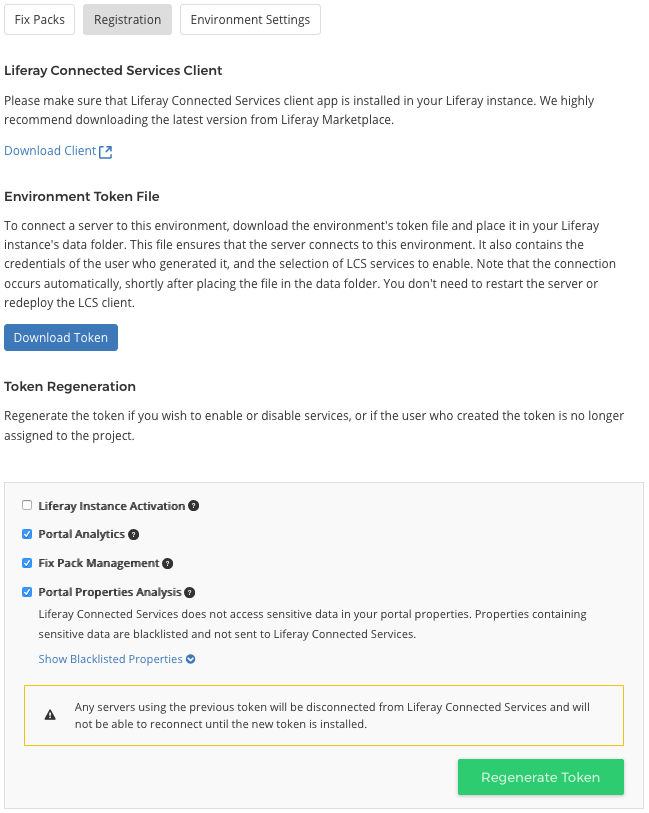 Fix Packs Registration Environment Settings
Liferay Connected Services Client
Please make sure that Liferay Connected Services client app is installed in your Liferay instance. We highly
recommend downloading the latest version from Liferay Marketplace.
Download Client
Environment Token File
To connect a server to this environment, download the environment's token file and place it in your Liferay
instance's data folder. This file ensures that the server connects to this environment. It also contains the
credentials of the user who generated it, and the selection of LCS services to enable. Note that the connection
occurs automatically, shortly after placing the file in the data folder. You don't need to restart the server or
redeploy the LCS client.
Download Token
Token Regeneration
Regenerate the token if you wish to enable or disable services, or if the user who created the token is no longer
assigned to the project.
Liferay Instance Activation ?
Portal Analytics ?
Fix Pack Management ?
Portal Properties Analysis ?
Liferay Connected Services does not access sensitive data in your portal properties. Properties containing
sensitive data are blacklisted and not sent to Liferay Connected Services.
Show Blacklisted Properties
Any servers using the previous token will be disconnected from Liferay Connected Services and will
not be able to reconnect until the new token is installed.
Regenerate Token